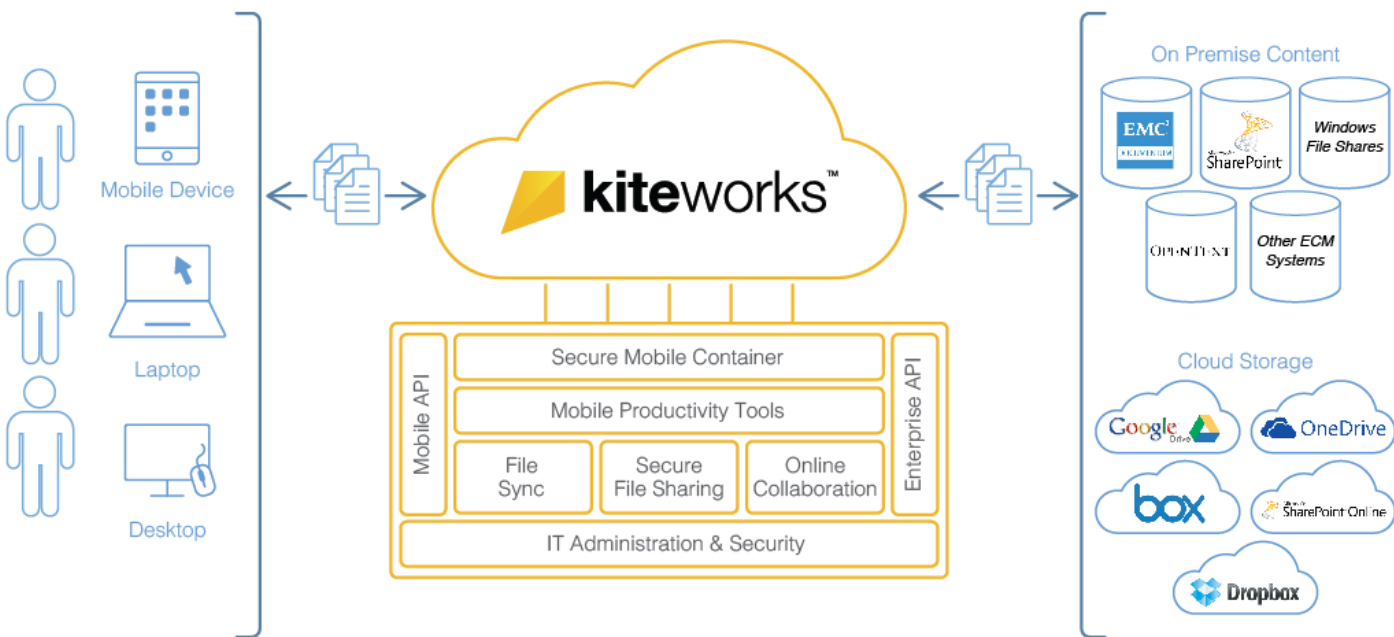 Mobile Device
Laptop
Desktop
kiteworks™
Mobile API
Secure Mobile Container
Mobile Productivity Tools
File
Sync
Secure
File Sharing
Online
Collaboration
Enterprise API
IT Administration & Security
On Premise Content
EMC²
SharePoint
Windows
File Shares
OPENTEXT
Other ECM
Systems
Cloud Storage
Google
Drive
OneDrive
box
SharePoint Online
Dropbox